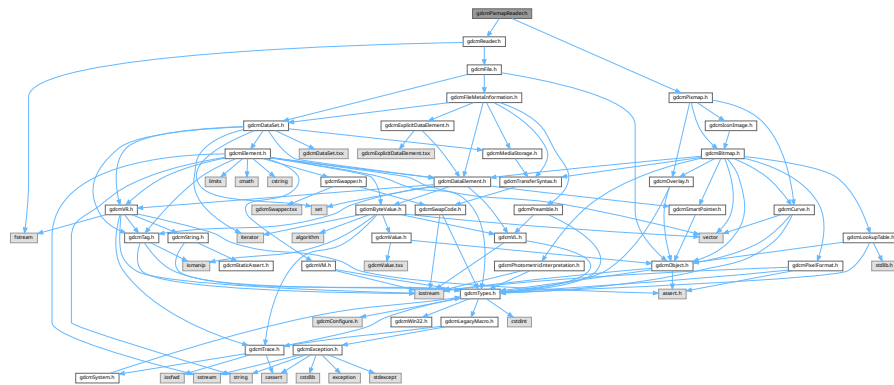 gdcmPixmapReader.h
gdcmReader.h
gdcmFile.h
gdcmFileMetaInformation.h
gdcmPixmap.h
gdcmDataSet.h
gdcmExplicitDataElement.h
gdcmIconImage.h
gdcmElement.h
gdcmDataSet.txx
gdcmExplicitDataElement.txx
gdcmMediaStorage.h
gdcmBitmap.h
limits
cmath
cstring
gdcmSwapper.h
gdcmDataElement.h
gdcmTransferSyntax.h
gdcmOverlay.h
gdcmVR.h
gdcmSwapper.txx
set
gdcmByteValue.h
gdcmSwapCode.h
gdcmPreamble.h
gdcmSmartPointer.h
gdcmCurve.h
fstream
gdcmTag.h
gdcmString.h
iterator
algorithm
gdcmValue.h
gdcmVL.h
vector
gdcmLookupTable.h
iomanip
gdcmStaticAssert.h
gdcmVM.h
gdcmValue.txx
gdcmPhotometricInterpretation.h
gdcmObject.h
gdcmPixelFormat.h
stdlib.h
iostream
gdcmTypes.h
assert.h
gdcmConfigure.h
gdcmWin32.h
gdcmLegacyMacro.h
cstdint
gdcmTrace.h
gdcmException.h
gdcmSystem.h
iosfwd
sstream
string
cassert
cstdlib
exception
stdexcept